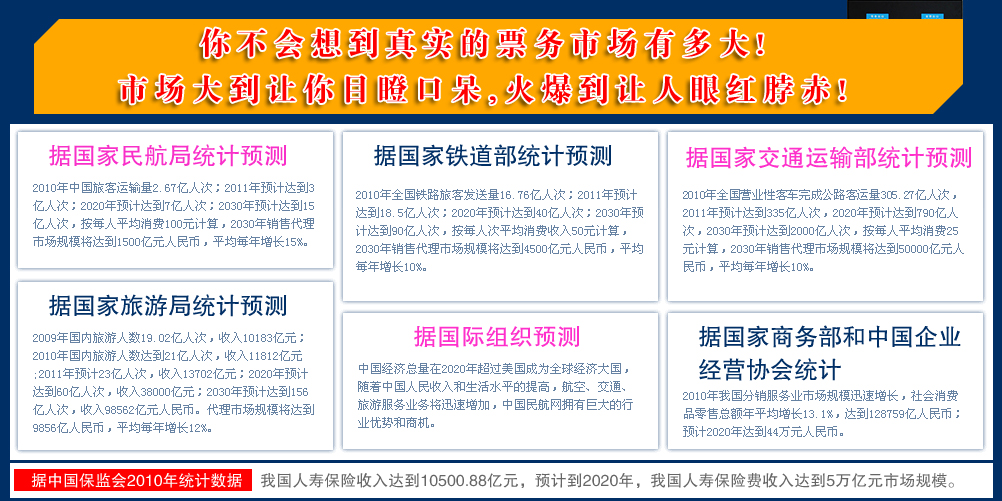 你不会想到真实的票务市场有多大!
市场大到让你目瞪口呆,火爆到让人眼红脖赤!
据国家民航局统计预测
2010年中国旅客运输量2.67亿人次；2011年预计达到3
亿人次；2020年预计达到7亿人次；2030年预计达到15
亿人次，按每人平均消费100元计算，2030年销售代理
市场规模将达到1500亿元人民币，平均每年增长15%。
据国家铁道部统计预测
2010年全国铁路旅客发送量16.76亿人次；2011年预计
达到18.5亿人次；2020年预计达到40亿人次；2030年预
计达到90亿人次，按每人次平均消费收入50元计算，
2030年销售代理市场规模将达到4500亿元人民币，平均
每年增长10%。
据国家交通运输部统计预测
2010年全国营业性客车完成公路客运量305.27亿人次，
2011年预计达到335亿人次，2020年预计达到790亿人
次，2030年预计达到2000亿人次，按每人平均消费25
元计算，2030年销售代理市场规模将达到50000亿元人
民币，平均每年增长10%。
据国家旅游局统计预测
2009年国内旅游人数19.02亿人次，收入10183亿元；
2010年国内旅游人数达到21亿人次，收入11812亿元
;2011年预计23亿人次，收入13702亿元；2020年预计
达到60亿人次，收入38000亿元；2030年预计达到156
亿人次，收入98562亿元人民币。代理市场规模将达到
9856亿人民币，平均每年增长12%。
据国际组织预测
中国经济总量在2020年超过美国成为全球经济大国，
随着中国人民收入和生活水平的提高，航空、交通、
旅游服务业务将迅速增加，中国民航网拥有巨大的行
业优势和商机。
据国家商务部和中国企业
经营协会统计
2010年我国分销服务业市场规模迅速增长，社会消费
品零售总额年平均增长13.1%，达到128759亿人民币；
预计2020年达到44万元人民币。
据中国保监会2010年统计数据
我国人寿保险收入达到10500.88亿元，预计到2020年，我国人寿保险费收入达到5万亿元市场规模。